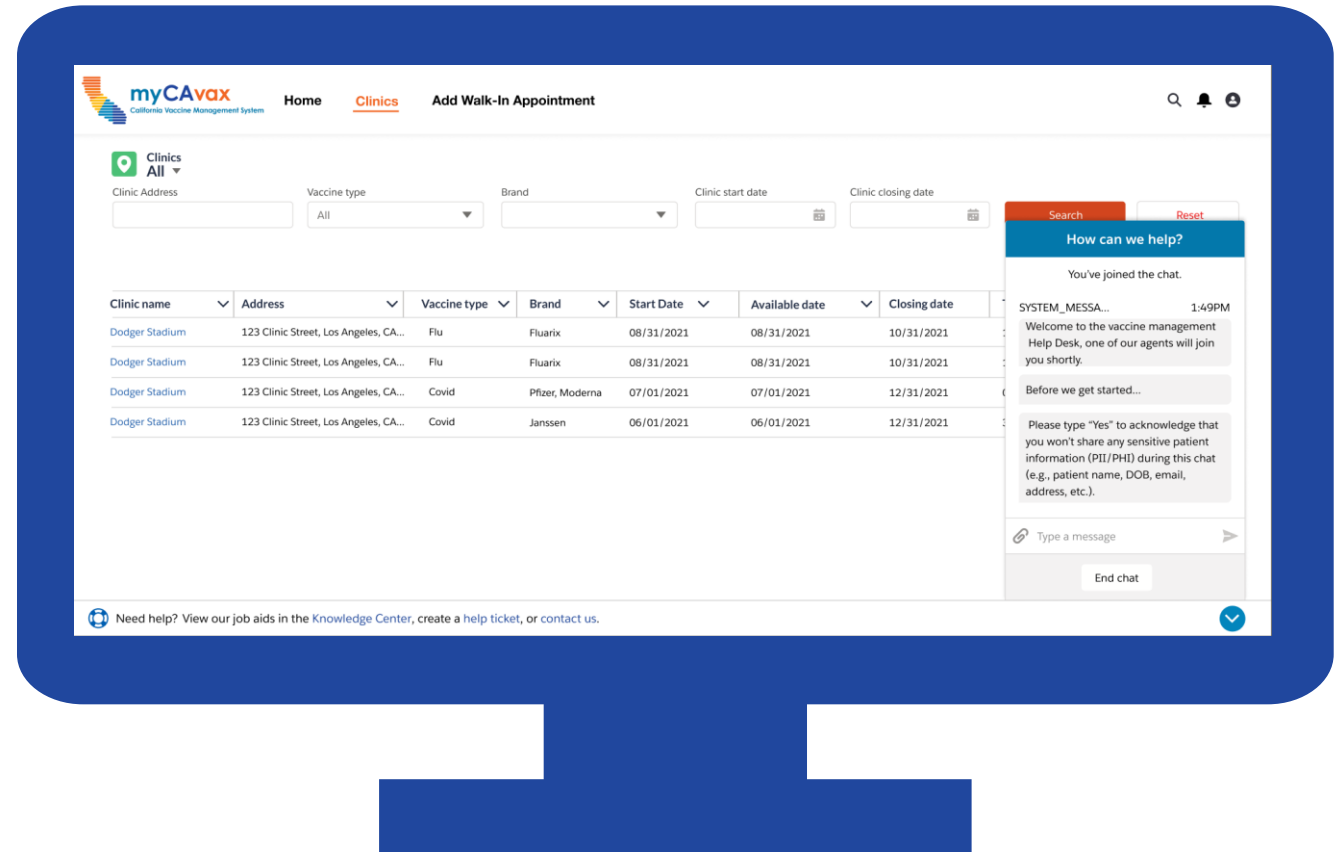 myCAvax
California Vaccine Management System
Home Clinics Add Walk-In Appointment
Clinics
All
Clinic Address Vaccine type Brand Clinic start date Clinic closing date
All
Search Reset
Clinic name Address Vaccine type Brand Start Date Available date Closing date
Dodger Stadium 123 Clinic Street, Los Angeles, CA... Flu Fluarix 08/31/2021 08/31/2021 10/31/2021
Dodger Stadium 123 Clinic Street, Los Angeles, CA... Flu Fluarix 08/31/2021 08/31/2021 10/31/2021
Dodger Stadium 123 Clinic Street, Los Angeles, CA... Covid Pfizer, Moderna 07/01/2021 07/01/2021 12/31/2021
Dodger Stadium 123 Clinic Street, Los Angeles, CA... Covid Janssen 06/01/2021 06/01/2021 12/31/2021
How can we help?
You've joined the chat.
SYSTEM_MESSA... 1:49PM
Welcome to the vaccine management
Help Desk, one of our agents will join
you shortly.
Before we get started...
Please type "Yes" to acknowledge that
you won't share any sensitive patient
information (PII/PHI) during this chat
(e.g., patient name, DOB, email,
address, etc.).
Type a message
End chat
Need help? View our job aids in the Knowledge Center, create a help ticket, or contact us.